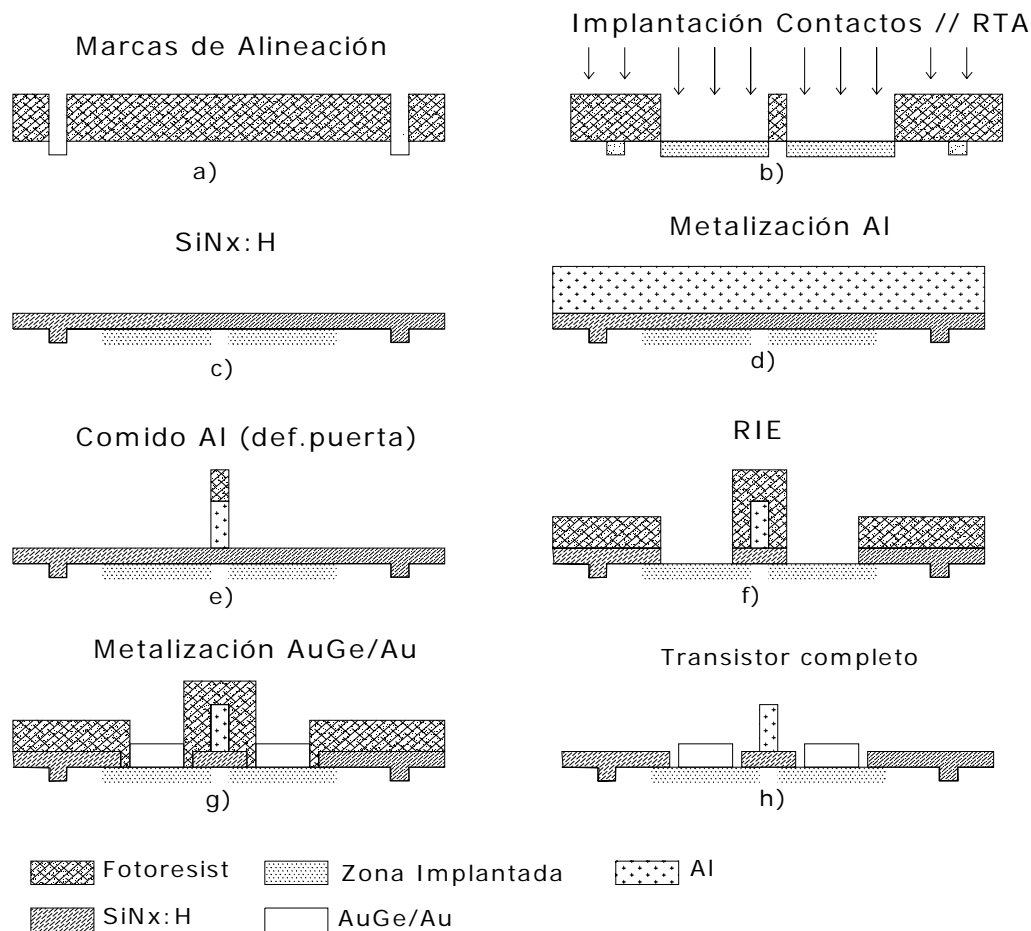 Marcas de Alineación
Implantación Contactos // RTA
a)
b)
SiNx:H
Metalización Al
c)
d)
Comido Al (def.puerta)
RIE
e)
f)
Metalización AuGe/Au
Transistor completo
g)
h)
Fotoresist
Zona Implantada
Al
SiNx:H
AuGe/Au